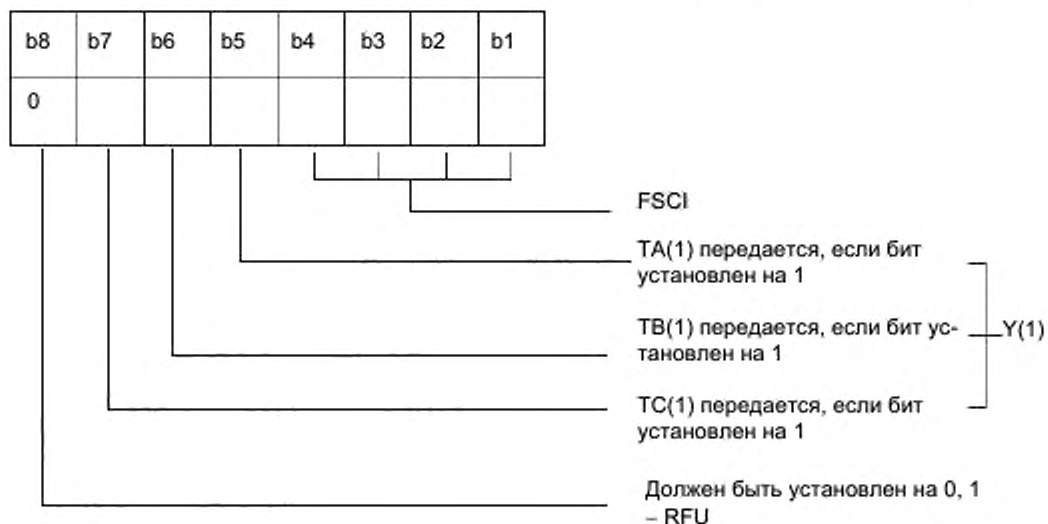 b8 b7 b6 b5 b4 b3 b2 b1
0
FSCI
TA(1) передается, если бит
установлен на 1
TB(1) передается, если бит ус-
тановлен на 1
Y(1)
TC(1) передается, если бит
установлен на 1
Должен быть установлен на 0, 1
– RFU